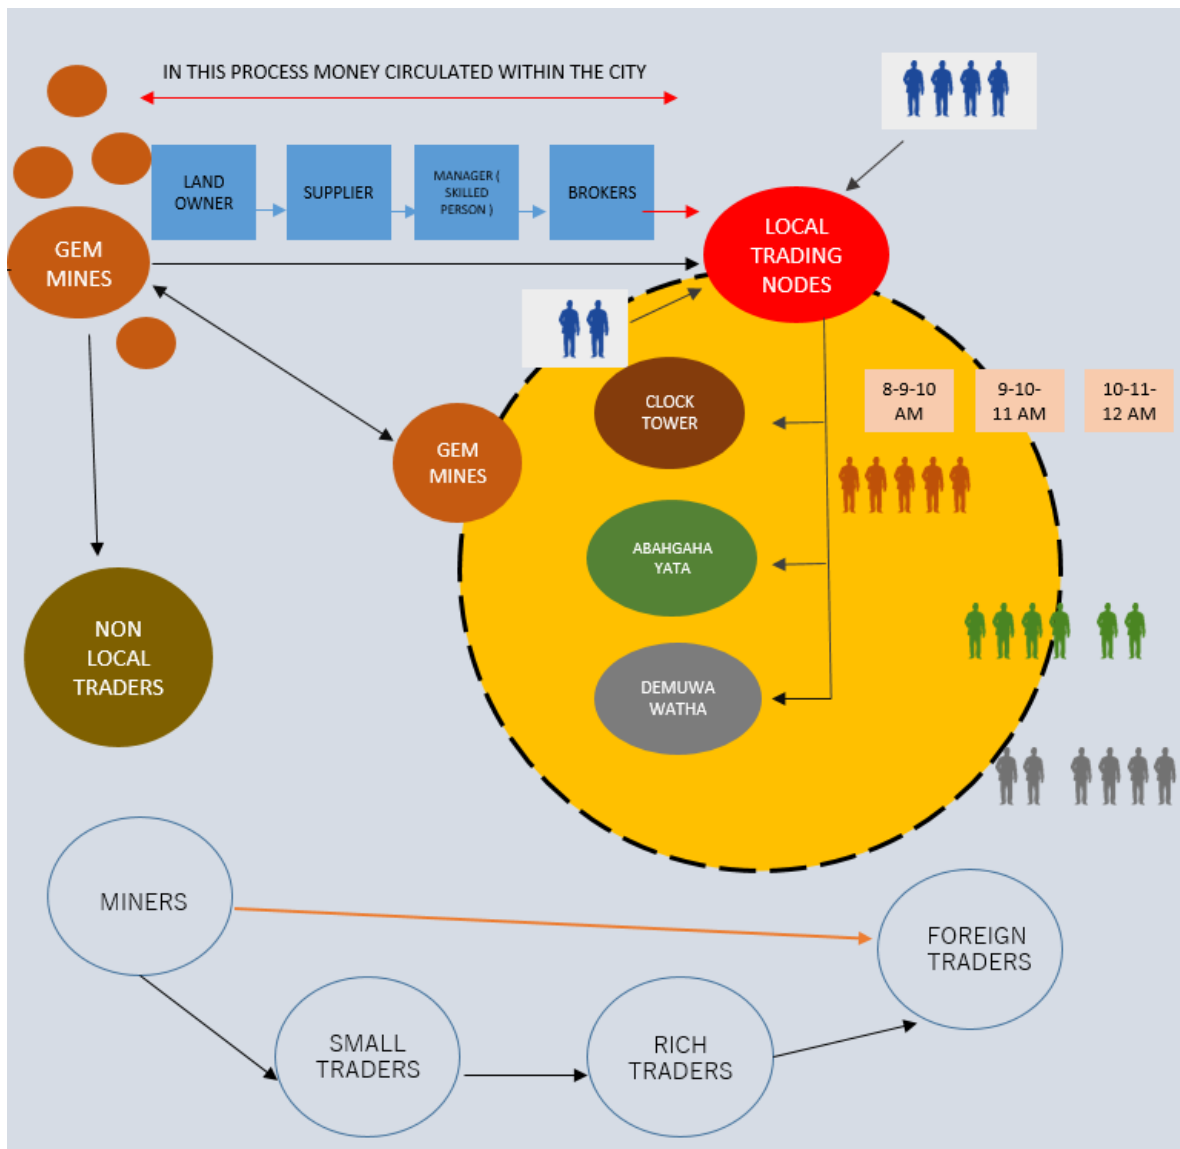 IN THIS PROCESS MONEY CIRCULATED WITHIN THE CITY
LAND
OWNER
SUPPLIER
MANAGER (
SKILLED
PERSON )
BROKERS
GEM
MINES
LOCAL
TRADING
NODES
CLOCK
TOWER
8-9-10
AM
9-10-
11 AM
10-11-
12 AM
GEM
MINES
ABAHGAHA
YATA
NON
LOCAL
TRADERS
DEMUWA
WATHA
MINERS
FOREIGN
TRADERS
SMALL
TRADERS
RICH
TRADERS